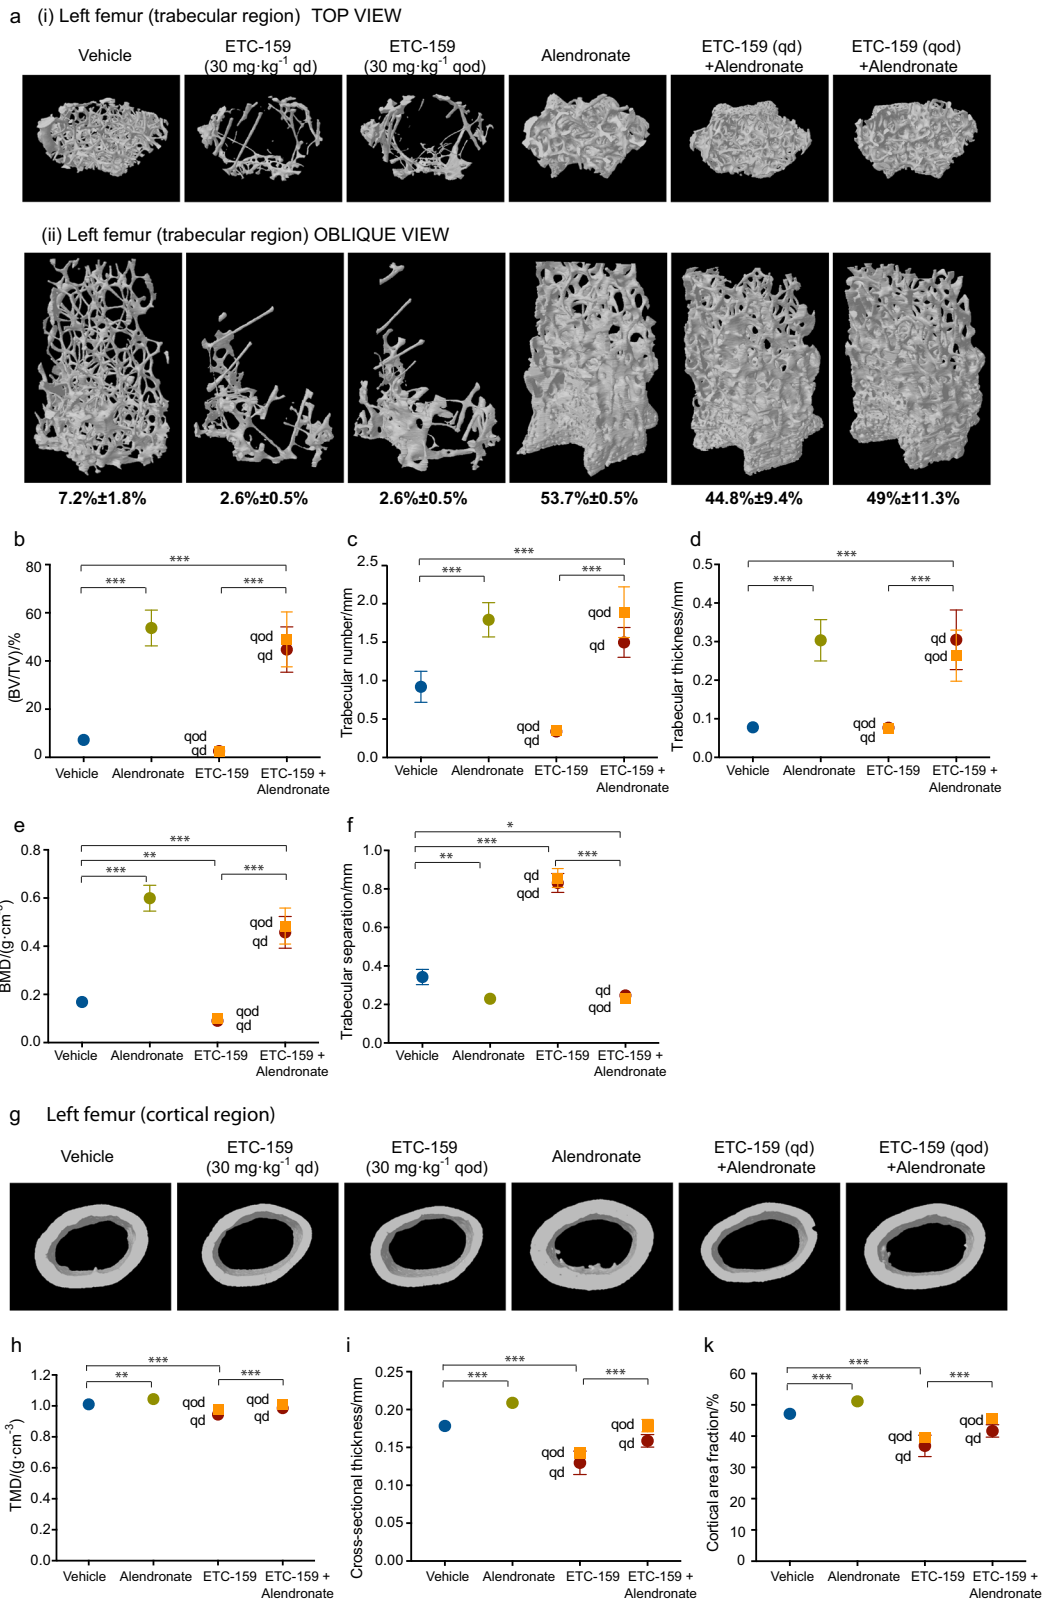 a (i) Left femur (trabecular region) TOP VIEW
Vehicle
ETC-159
(30 mg·kg⁻¹ qd)
ETC-159
(30 mg·kg⁻¹ qod)
Alendronate
ETC-159 (qd)
+Alendronate
ETC-159 (qod)
+Alendronate
(ii) Left femur (trabecular region) OBLIQUE VIEW
7.2%±1.8%
2.6%±0.5%
2.6%±0.5%
53.7%±0.5%
44.8%±9.4%
49%±11.3%
b
(BV/TV)/%
80
60
40
20
0
***
***
***
qod
qd
qod
qd
Vehicle
Alendronate
ETC-159
ETC-159 +
Alendronate
c
Trabecular number/mm
2.5
2.0
1.5
1.0
0.5
0.0
***
***
***
qod
qd
qod
qd
Vehicle
Alendronate
ETC-159
ETC-159 +
Alendronate
d
Trabecular thickness/mm
0.5
0.4
0.3
0.2
0.1
0.0
***
***
***
qd
qod
qod
qd
Vehicle
Alendronate
ETC-159
ETC-159 +
Alendronate
e
BMD/(g·cm⁻³)
0.8
0.6
0.4
0.2
0.0
***
**
***
***
qod
qd
qod
qd
Vehicle
Alendronate
ETC-159
ETC-159 +
Alendronate
f
Trabecular separation/mm
1.0
0.8
0.6
0.4
0.2
0.0
*
***
**
***
qd
qod
qd
qod
Vehicle
Alendronate
ETC-159
ETC-159 +
Alendronate
g Left femur (cortical region)
Vehicle
ETC-159
(30 mg·kg⁻¹ qd)
ETC-159
(30 mg·kg⁻¹ qod)
Alendronate
ETC-159 (qd)
+Alendronate
ETC-159 (qod)
+Alendronate
h
TMD/(g·cm⁻³)
1.2
1.0
0.8
0.6
0.4
0.2
0.0
***
**
***
qod
qd
qod
qd
Vehicle
Alendronate
ETC-159
ETC-159 +
Alendronate
i
Cross-sectional thickness/mm
0.25
0.20
0.15
0.10
0.05
0.00
***
***
***
qod
qd
qod
qd
Vehicle
Alendronate
ETC-159
ETC-159 +
Alendronate
k
Cortical area fraction/%
60
50
40
30
20
10
0
***
***
***
qod
qd
qod
qd
Vehicle
Alendronate
ETC-159
ETC-159 +
Alendronate